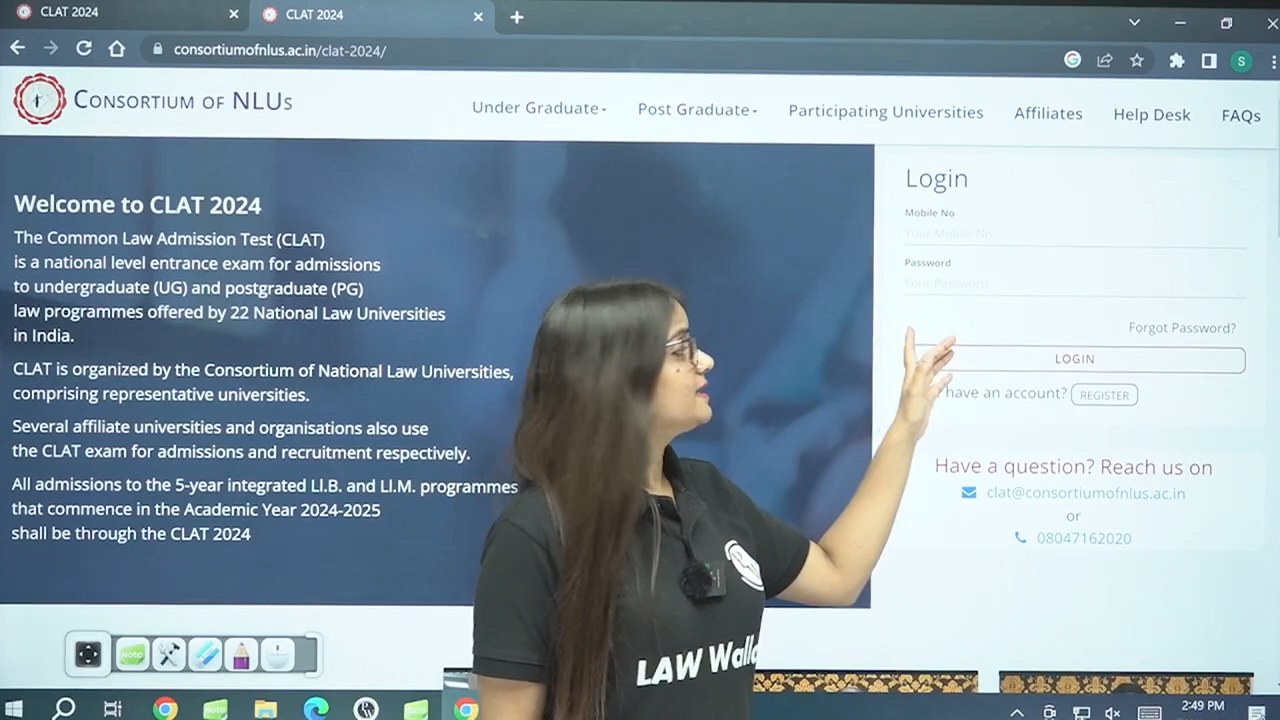 CLAT 2024
CLAT 2024
consortiumofnlus.ac.in/clat-2024/
S
CONSORTIUM OF NLUS
Under Graduate
Post Graduate
Participating Universities
Affiliates
Help Desk
FAQs
Welcome to CLAT 2024
The Common Law Admission Test (CLAT)
is a national level entrance exam for admissions
to undergraduate (UG) and postgraduate (PG)
law programmes offered by 22 National Law Universities
in India.
CLAT is organized by the Consortium of National Law Universities,
comprising representative universities.
Several affiliate universities and organisations also use
the CLAT exam for admissions and recruitment respectively.
All admissions to the 5-year integrated Ll.B. and Ll.M. programmes
that commence in the Academic Year 2024-2025
shall be through the CLAT 2024
Login
Mobile No
Your Mobile No
Password
Your Password
Forgot Password?
LOGIN
have an account? REGISTER
Have a question? Reach us on
clat@consortiumofnlus.ac.in
or
08047162020
LAW
2:49 PM